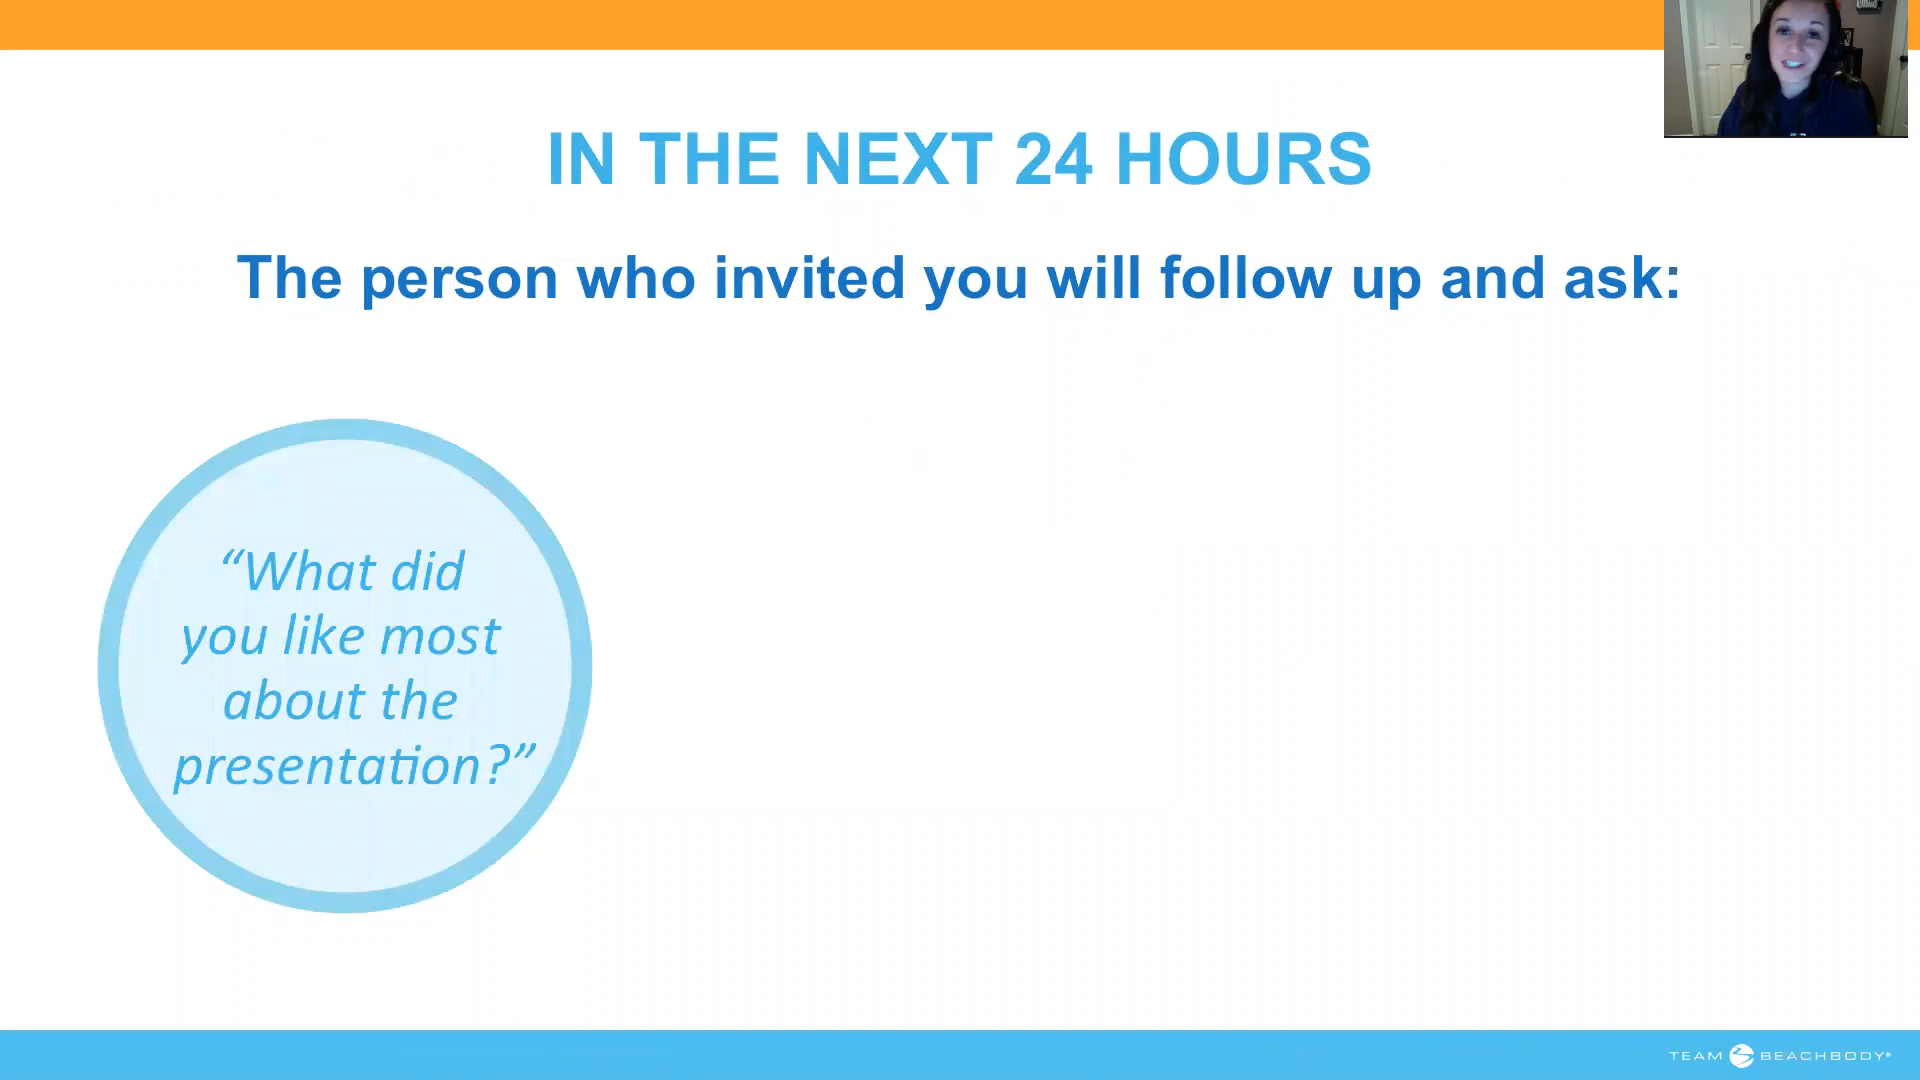 IN THE NEXT 24 HOURS
The person who invited you will follow up and ask:
“What did
you like most
about the
presentation?”
TEAM BEACHBODY®